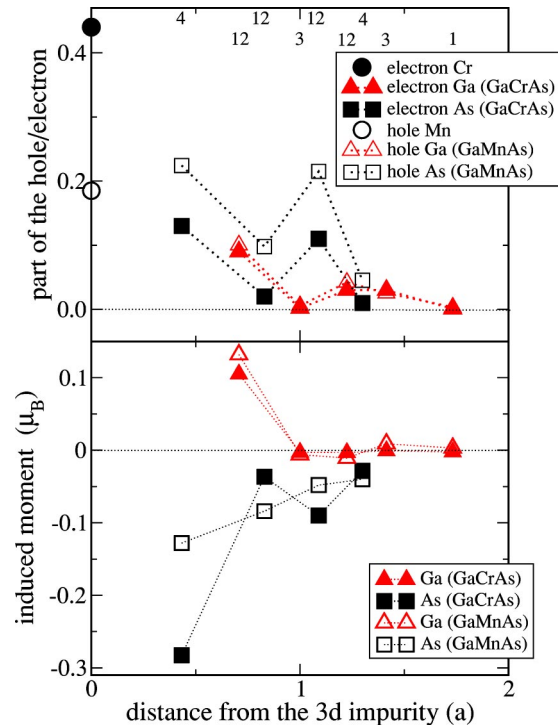 4 12 12 4
12 3 12 3 1
0.4
electron Cr
electron Ga (GaCrAs)
electron As (GaCrAs)
hole Mn
hole Ga (GaMnAs)
hole As (GaMnAs)
0.2
0.0
part of the hole/electron
0.1
0
-0.1
-0.2
-0.3
induced moment (μB)
Ga (GaCrAs)
As (GaCrAs)
Ga (GaMnAs)
As (GaMnAs)
0 1 2
distance from the 3d impurity (a)